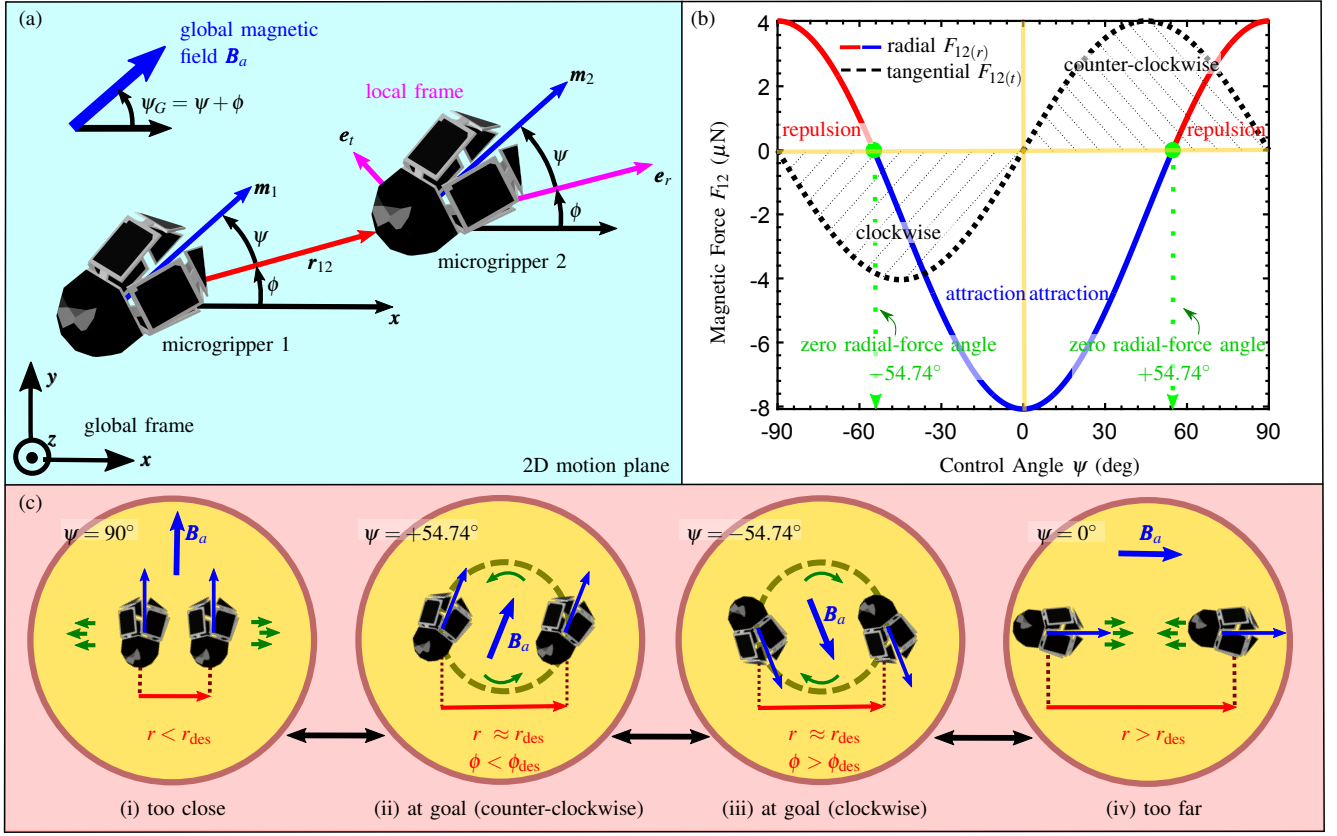 (a)
global magnetic
field B_a
ψ_G = ψ + ϕ
m_2
local frame
e_t
ψ
e_r
ϕ
m_1
ψ
r_12
ϕ
microgripper 2
x
microgripper 1
y
global frame
z
x
2D motion plane
(b)
Magnetic Force F_12 (μN)
4
2
0
-2
-4
-6
-8
radial F_12(r)
tangential F_12(t)
counter-clockwise
repulsion
repulsion
clockwise
attraction attraction
zero radial-force angle
−54.74°
zero radial-force angle
+54.74°
-90
-60
-30
0
30
60
90
Control Angle ψ (deg)
(c)
ψ = 90°
B_a
r < r_des
(i) too close
ψ = +54.74°
B_a
r ≈ r_des
ϕ < ϕ_des
(ii) at goal (counter-clockwise)
ψ = −54.74°
B_a
r ≈ r_des
ϕ > ϕ_des
(iii) at goal (clockwise)
ψ = 0°
B_a
r > r_des
(iv) too far